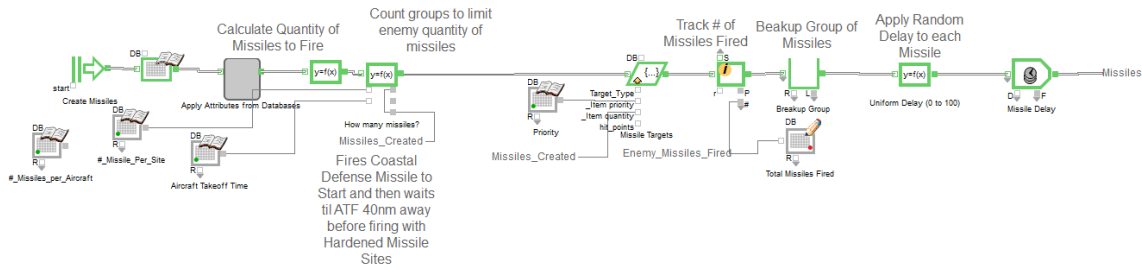 Calculate Quantity of
Missiles to Fire
Count groups to limit
enemy quantity of
missiles
Track # of
Missiles Fired
Beakup Group
of Missiles
Apply Random
Delay to each
Missile
DB
start
Create Missiles
Apply Attributes from Databases
y=f(x)
y=f(x)
How many missiles?
Missiles_Created
DB
R
#_Missiles_per_Aircraft
DB
R
#_Missile_Per_Site
DB
R
Aircraft Takeoff Time
Fires Coastal
Defense Missile to
Start and then waits
til ATF 40nm away
before firing with
Hardened Missile
Sites
DB
R
Priority
Missiles_Created
DB
{...}
Target_Type
_Item priority
_Item quantity
hit_points
Missile Targets
S
i
r
P
#
Enemy_Missiles_Fired
R
L
Breakup Group
DB
R
Total Missiles Fired
y=f(x)
Uniform Delay (0 to 100)
D
F
Missile Delay
Missiles